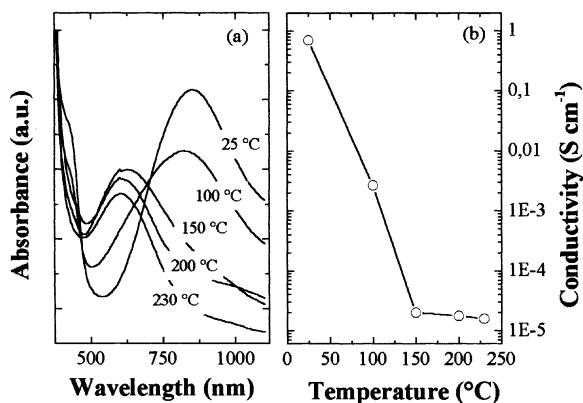 (a)
25 °C
100 °C
150 °C
200 °C
230 °C
Absorbance (a.u.)
500 750 1000
Wavelength (nm)
(b)
1
0,1
0,01
1E-3
1E-4
1E-5
Conductivity (S cm⁻¹)
0 50 100 150 200 250
Temperature (°C)